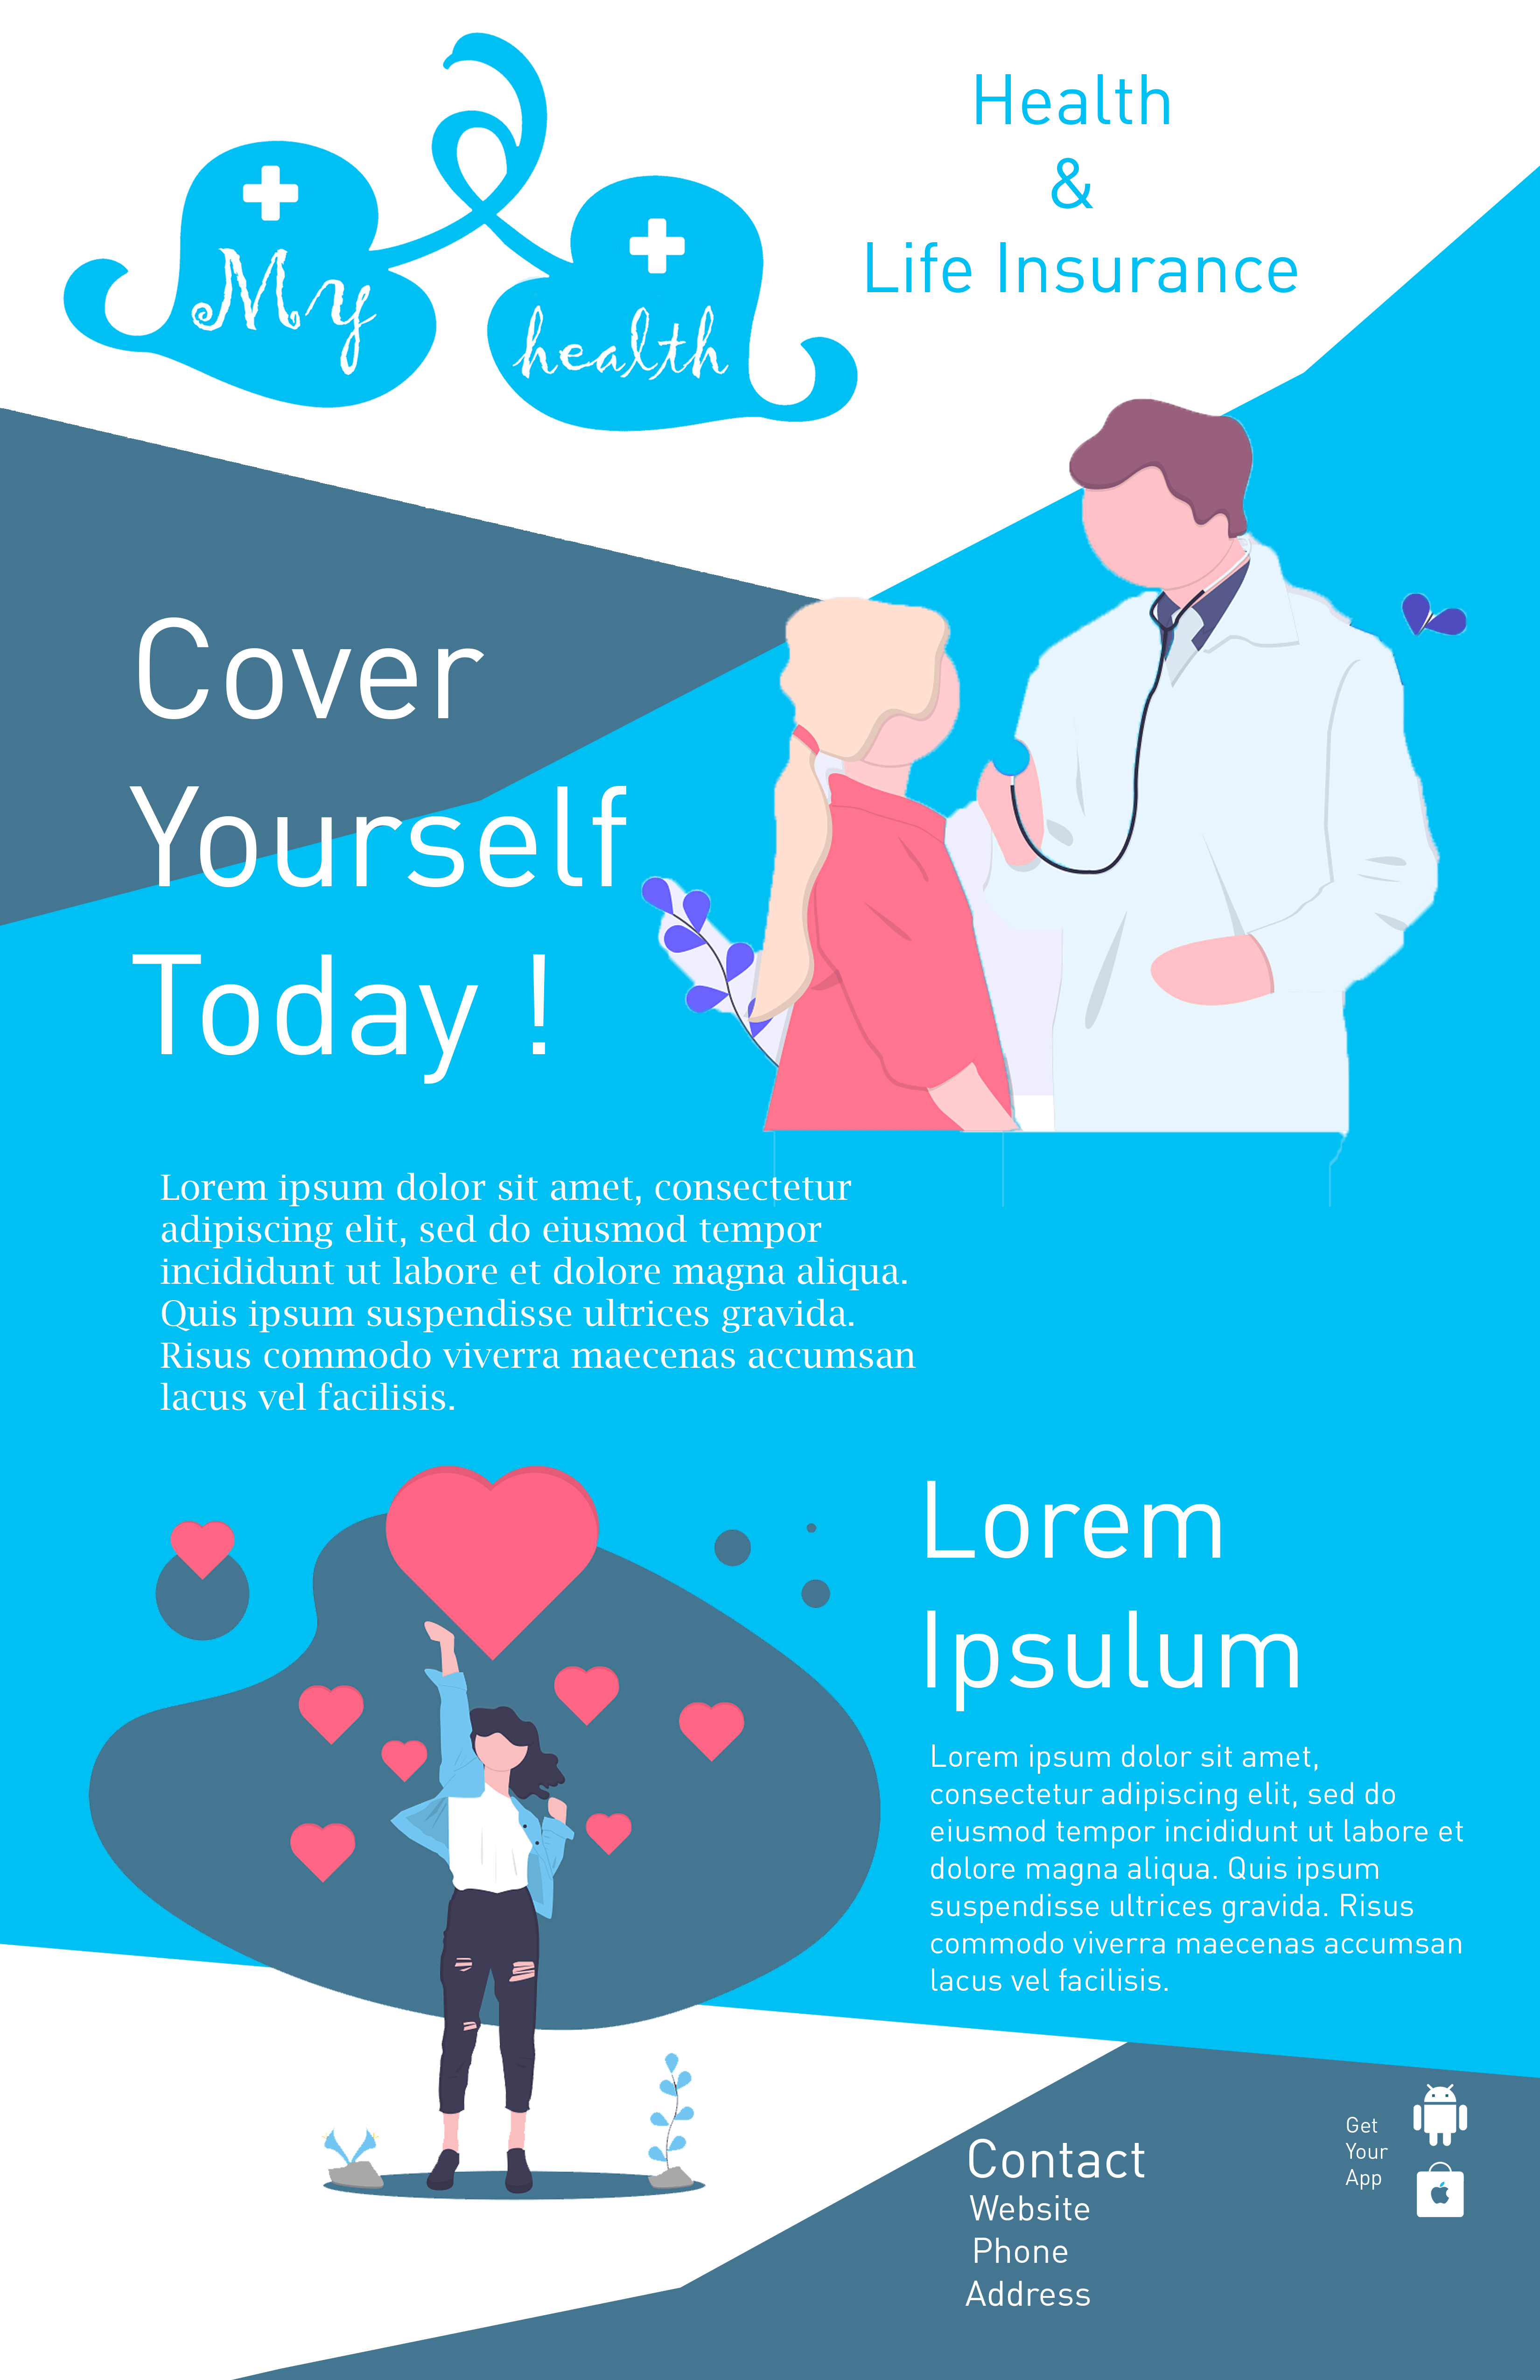 My
health
Health
&
Life Insurance
Cover
Yourself
Today !
Lorem ipsum dolor sit amet, consectetur
adipiscing elit, sed do eiusmod tempor
incididunt ut labore et dolore magna aliqua.
Quis ipsum suspendisse ultrices gravida.
Risus commodo viverra maecenas accumsan
lacus vel facilisis.
Lorem
Ipsulum
Lorem ipsum dolor sit amet,
consectetur adipiscing elit, sed do
eiusmod tempor incididunt ut labore et
dolore magna aliqua. Quis ipsum
suspendisse ultrices gravida. Risus
commodo viverra maecenas accumsan
lacus vel facilisis.
Contact
Website
Phone
Address
Get
Your
App